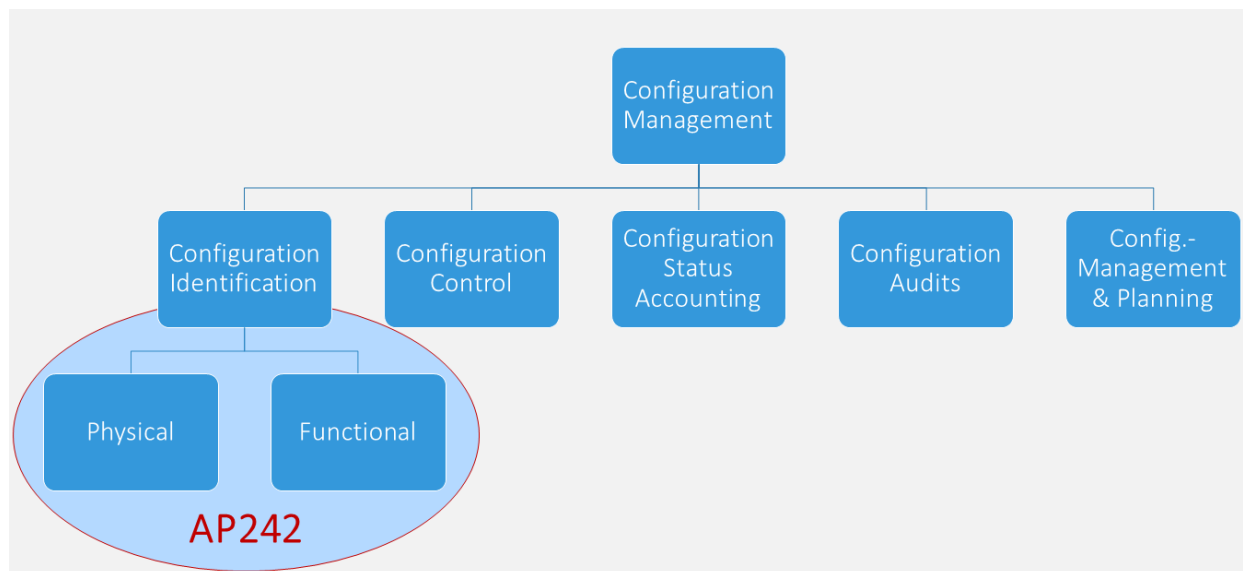 Configuration
Management
Configuration
Identification
Configuration
Control
Configuration
Status
Accounting
Configuration
Audits
Config.-
Management
& Planning
Physical
Functional
AP242